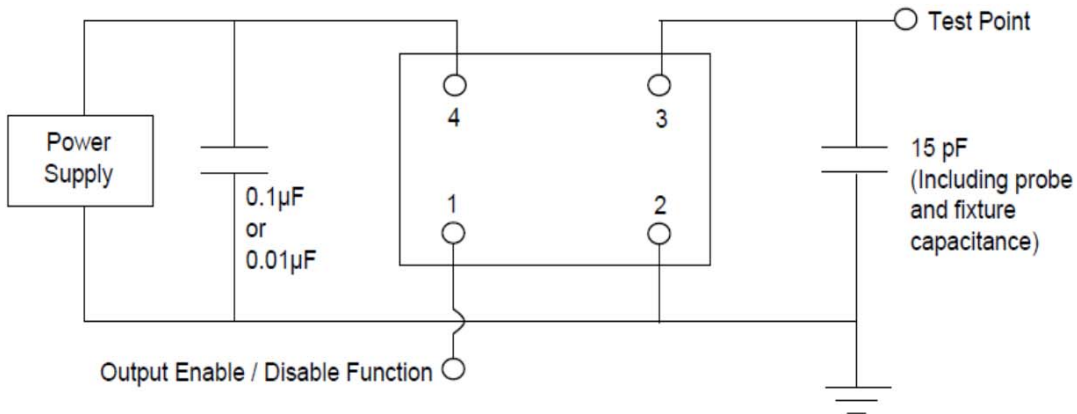 Test Point
4
3
Power
Supply
15 pF
(Including probe
and fixture
capacitance)
0.1µF
or
0.01µF
1
2
Output Enable / Disable Function